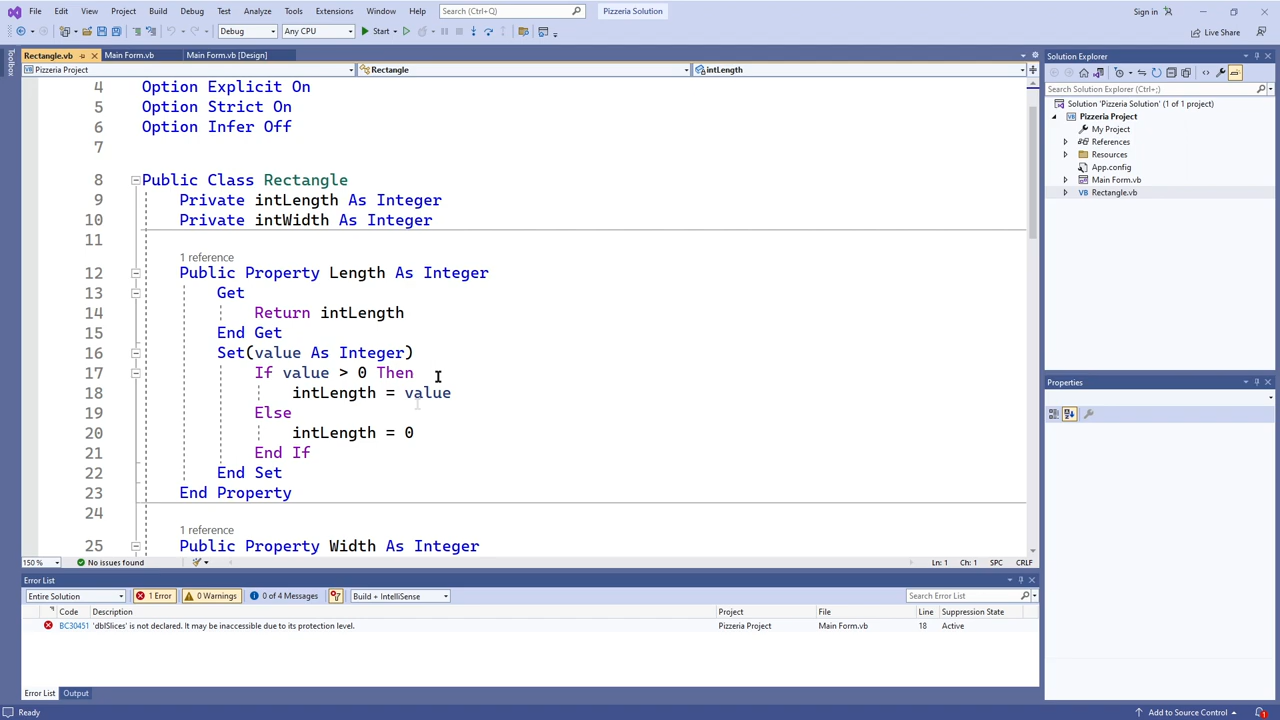 File Edit View Git Project Build Debug Test Analyze Tools Extensions Window Help Search (Ctrl+Q) Pizzeria Solution Sign in
Debug Any CPU Start Live Share
Toolbox
Rectangle.vb Main Form.vb Main Form.vb [Design]
Pizzeria Project Rectangle intLength
4 Option Explicit On
5 Option Strict On
6 Option Infer Off
7
8 Public Class Rectangle
9 Private intLength As Integer
10 Private intWidth As Integer
11
1 reference
12 Public Property Length As Integer
13 Get
14 Return intLength
15 End Get
16 Set(value As Integer)
17 If value > 0 Then
18 intLength = value
19 Else
20 intLength = 0
21 End If
22 End Set
23 End Property
24
1 reference
25 Public Property Width As Integer
150 % No issues found Ln: 1 Ch: 1 SPC CRLF
Solution Explorer
Search Solution Explorer (Ctrl+;)
Solution 'Pizzeria Solution' (1 of 1 project)
Pizzeria Project
My Project
References
Resources
App.config
Main Form.vb
VB Rectangle.vb
Properties
Error List
Entire Solution 1 Error 0 Warnings 0 of 4 Messages Build + IntelliSense Search Error List
Code Description Project File Line Suppression State
BC30451 'dblSlices' is not declared. It may be inaccessible due to its protection level. Pizzeria Project Main Form.vb 18 Active
Error List Output
Ready Add to Source Control 1